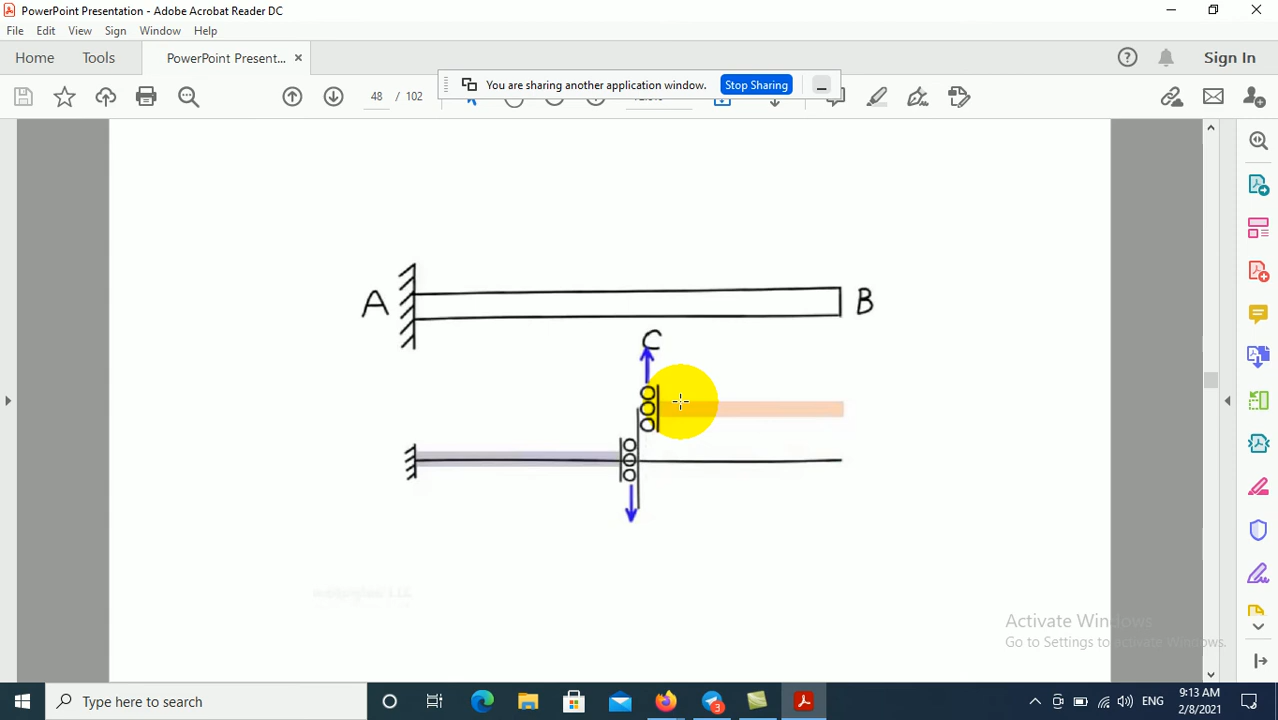 PowerPoint Presentation - Adobe Acrobat Reader DC
File Edit View Sign Window Help
Home Tools PowerPoint Present... Sign In
You are sharing another application window. Stop Sharing
48 / 102
A B
C
Activate Windows
Go to Settings to activate Windows.
Type here to search
3
ENG
9:13 AM
2/8/2021